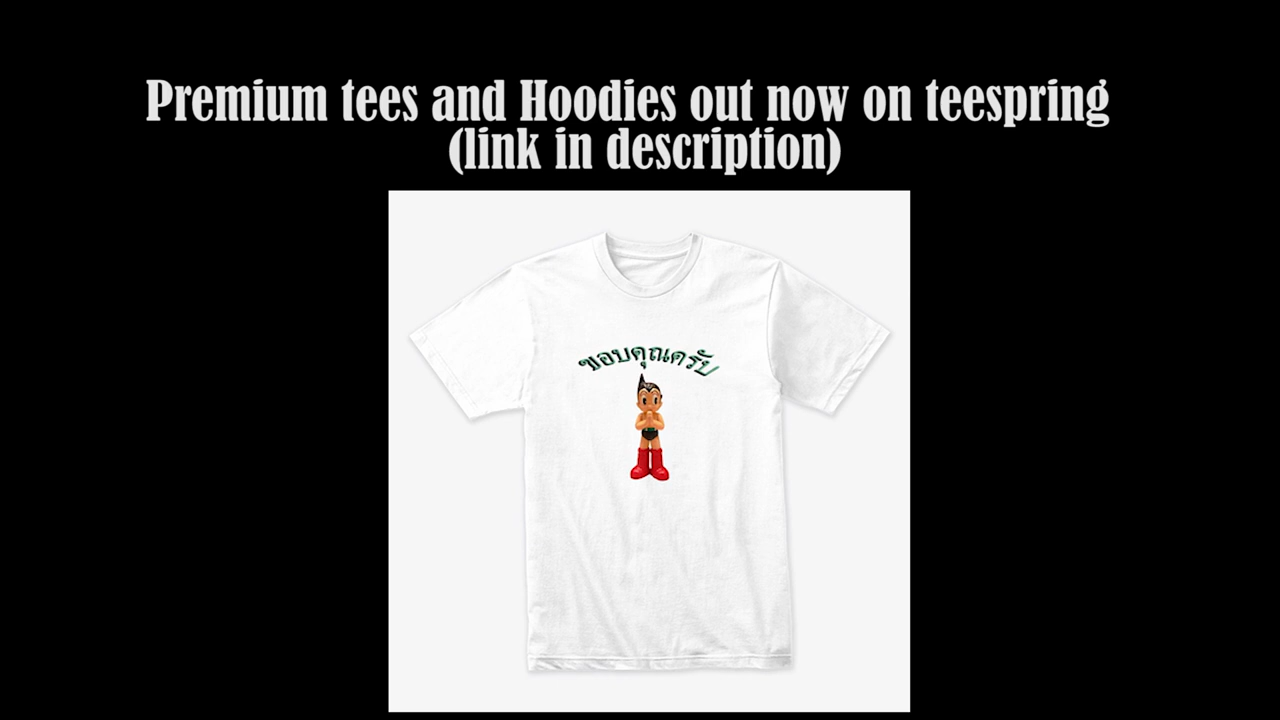 Premium tees and Hoodies out now on teespring
(link in description)
ขอบคุณครับ